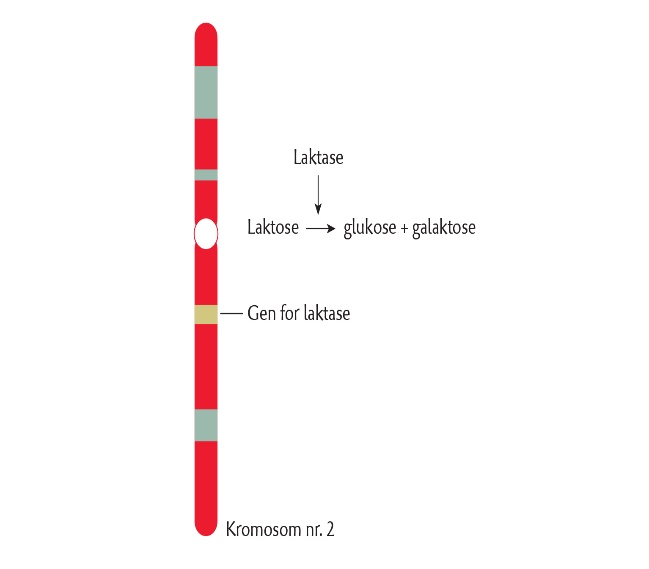 Laktase
Laktose → glukose + galaktose
Gen for laktase
Kromosom nr. 2